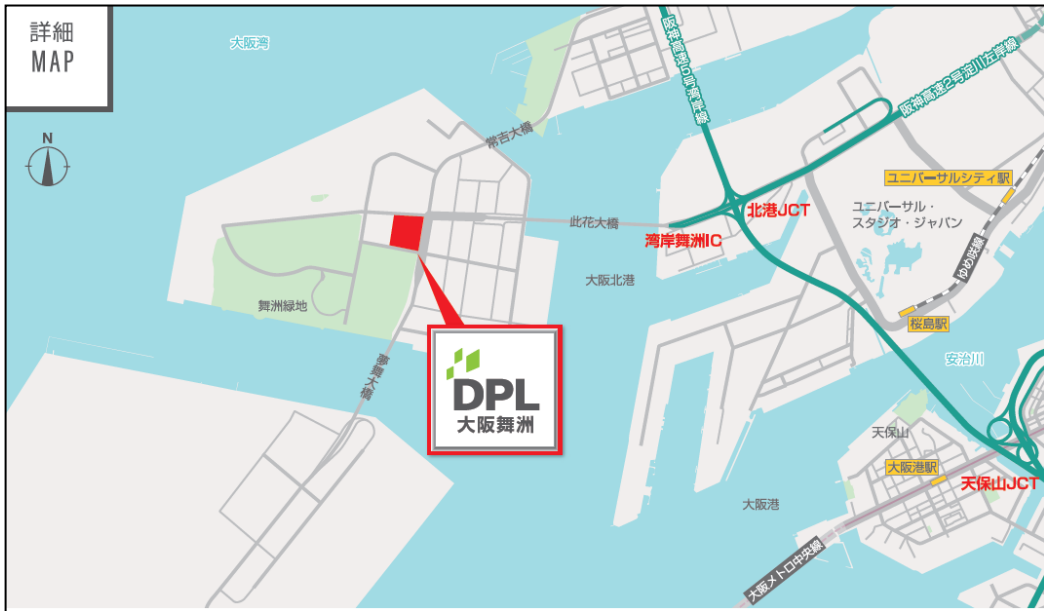 詳細
MAP
大阪湾
N
阪神高速5号湾岸線
阪神高速2号淀川左岸線
常吉大橋
ユニバーサルシティ駅
北港JCT
ユニバーサル・
スタジオ・ジャパン
此花大橋
湾岸舞洲IC
ゆめ咲線
大阪北港
舞洲緑地
桜島駅
安治川
夢舞大橋
DPL
大阪舞洲
天保山
大阪港駅
天保山JCT
大阪港
大阪メトロ中央線